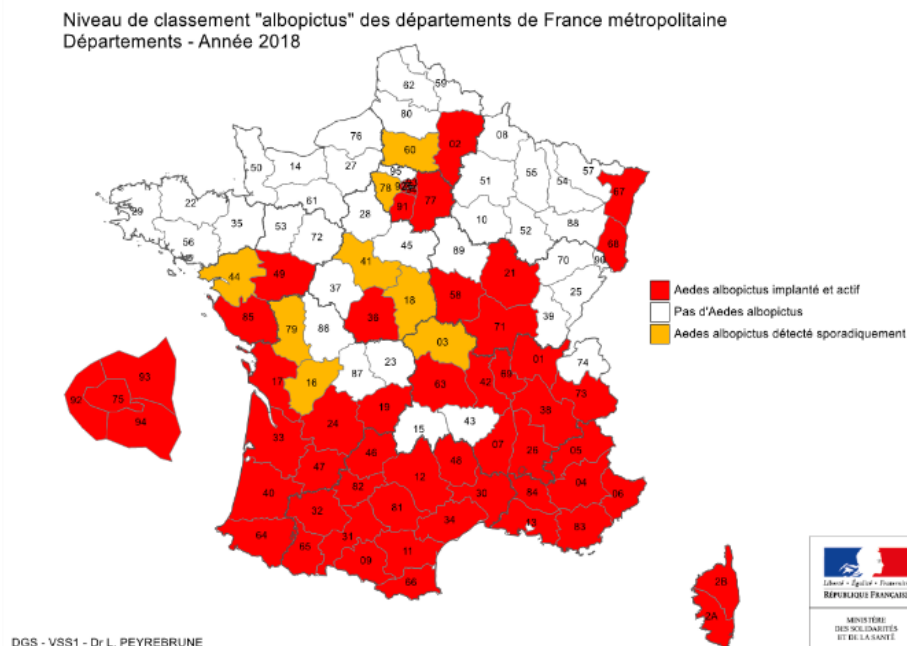 Niveau de classement "albopictus" des départements de France métropolitaine
Départements - Année 2018
62 59
80
76 60 02 08
50 14 27 95 51 55 54 57 67
61 78 92 91 77
29 22 35 53 28 10 52 88 68
56 72 45 89 70 90
44 49 41 21 25
37 18 58 39
85 79 86 36 71
03
17 16 87 23 63 42 69 01 74
73
19 38
33 24 15 43
07 26 05
47 46 12 48
40 82 04 06
32 81 30 84
64 31 34 13 83
65 09 11
66
93
92 75
94
2B
2A
Aedes albopictus implanté et actif
Pas d'Aedes albopictus
Aedes albopictus détecté sporadiquement
Liberté • Égalité • Fraternité
RÉPUBLIQUE FRANÇAISE
MINISTÈRE
DES SOLIDARITÉS
ET DE LA SANTÉ
DGS - VSS1 - Dr L. PEYREBRUNE